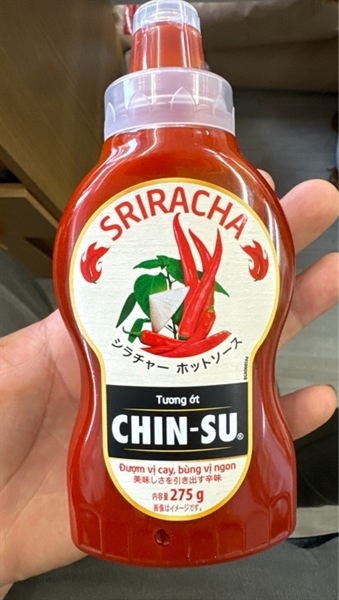 SRIRACHA
シラチャー ホットソース
Tương ớt
CHIN-SU®
Đượm vị cay, bùng vị ngon
美味しさを引き出す辛味
内容量 275 g
画像はイメージです。